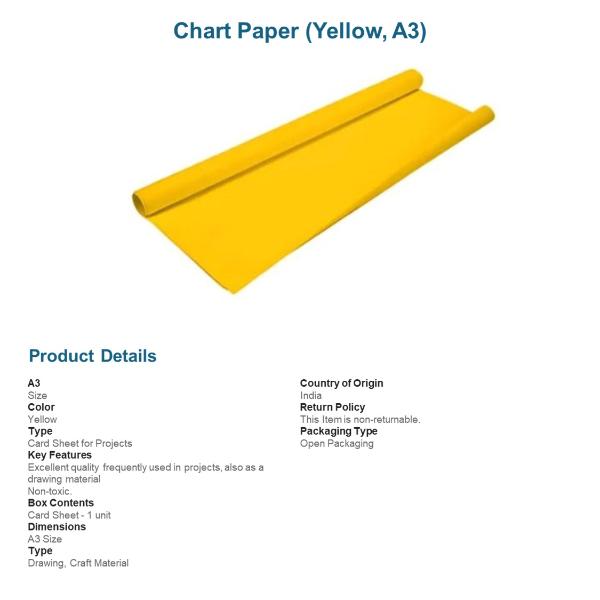 Chart Paper (Yellow, A3)
Product Details
A3
Size
Color
Yellow
Type
Card Sheet for Projects
Key Features
Excellent quality frequently used in projects, also as a
drawing material
Non-toxic.
Box Contents
Card Sheet - 1 unit
Dimensions
A3 Size
Type
Drawing, Craft Material
Country of Origin
India
Return Policy
This Item is non-returnable.
Packaging Type
Open Packaging